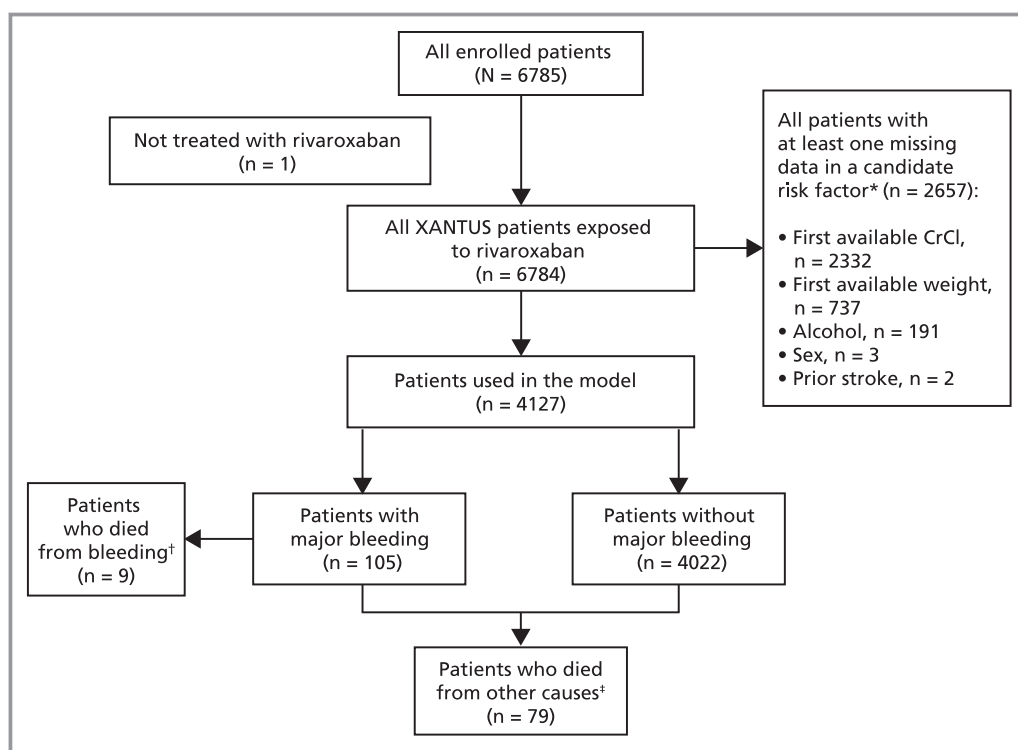 All enrolled patients
(N = 6785)
Not treated with rivaroxaban
(n = 1)
All patients with
at least one missing
data in a candidate
risk factor* (n = 2657):
• First available CrCl,
n = 2332
• First available weight,
n = 737
• Alcohol, n = 191
• Sex, n = 3
• Prior stroke, n = 2
All XANTUS patients exposed
to rivaroxaban
(n = 6784)
Patients used in the model
(n = 4127)
Patients
who died
from bleeding†
(n = 9)
Patients with
major bleeding
(n = 105)
Patients without
major bleeding
(n = 4022)
Patients who died
from other causes‡
(n = 79)